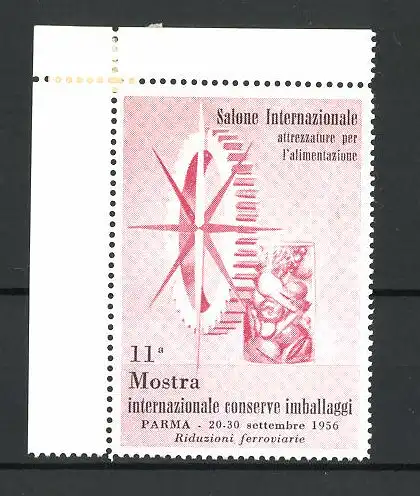 Salone Internazionale
attrezzature per
l'alimentazione
11ª
Mostra
internazionale conserve imballaggi
PARMA - 20-30 settembre 1956
Riduzioni ferroviarie